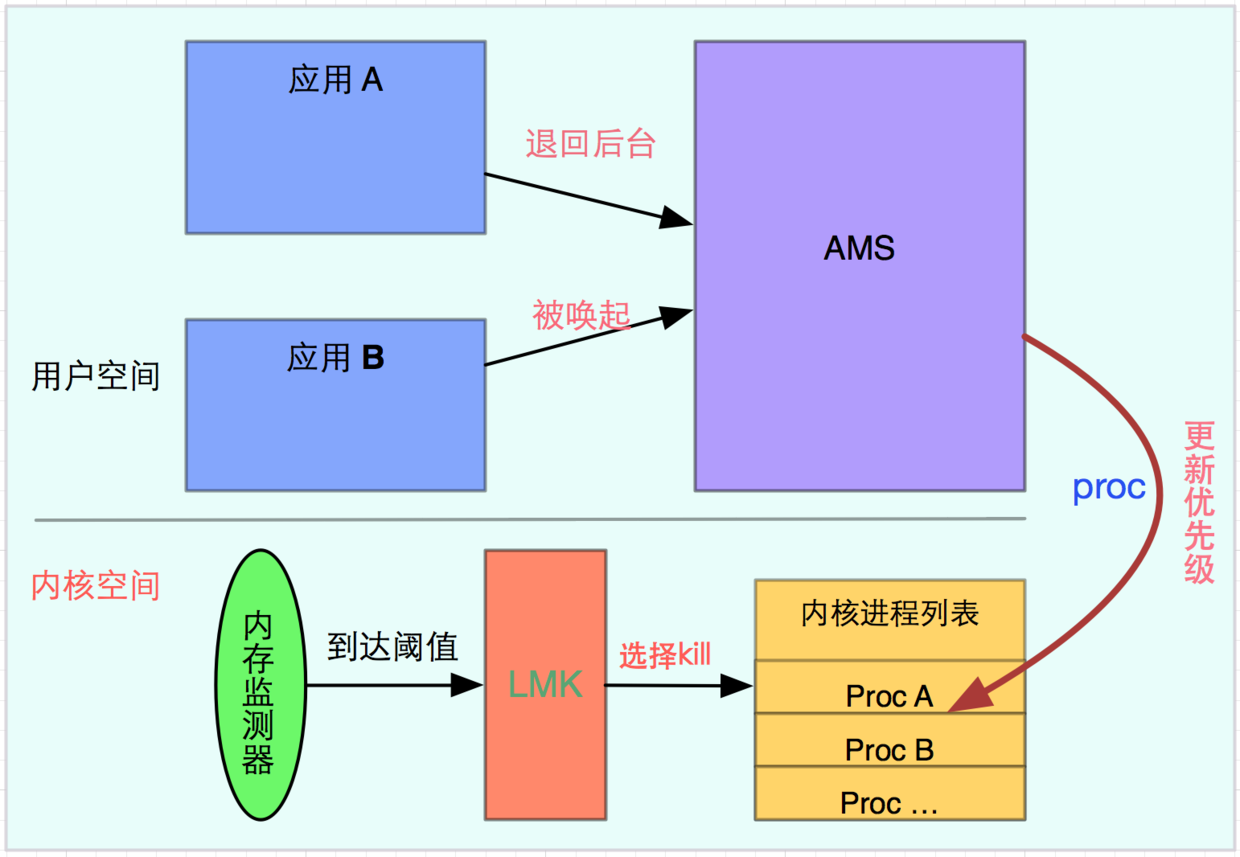 应用 A
退回后台
AMS
被唤起
应用 B
用户空间
proc
更新优先级
内核空间
内存监测器
到达阈值
LMK
选择kill
内核进程列表
Proc A
Proc B
Proc ...